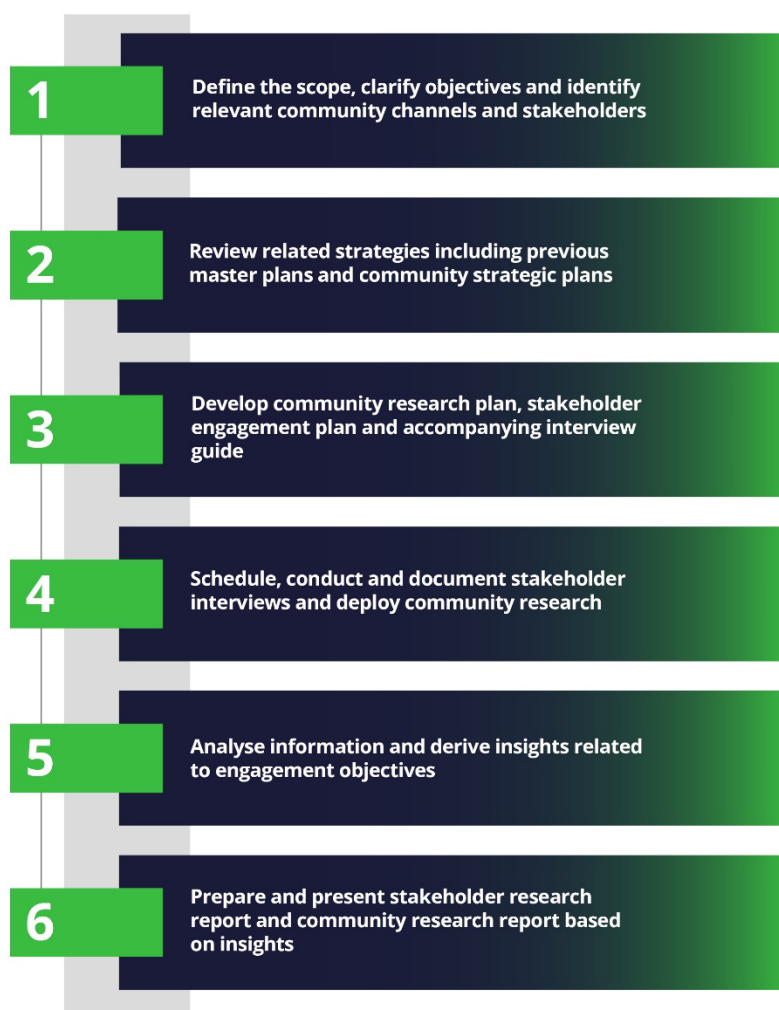 1
Define the scope, clarify objectives and identify
relevant community channels and stakeholders
2
Review related strategies including previous
master plans and community strategic plans
3
Develop community research plan, stakeholder
engagement plan and accompanying interview
guide
4
Schedule, conduct and document stakeholder
interviews and deploy community research
5
Analyse information and derive insights related
to engagement objectives
6
Prepare and present stakeholder research
report and community research report based
on insights